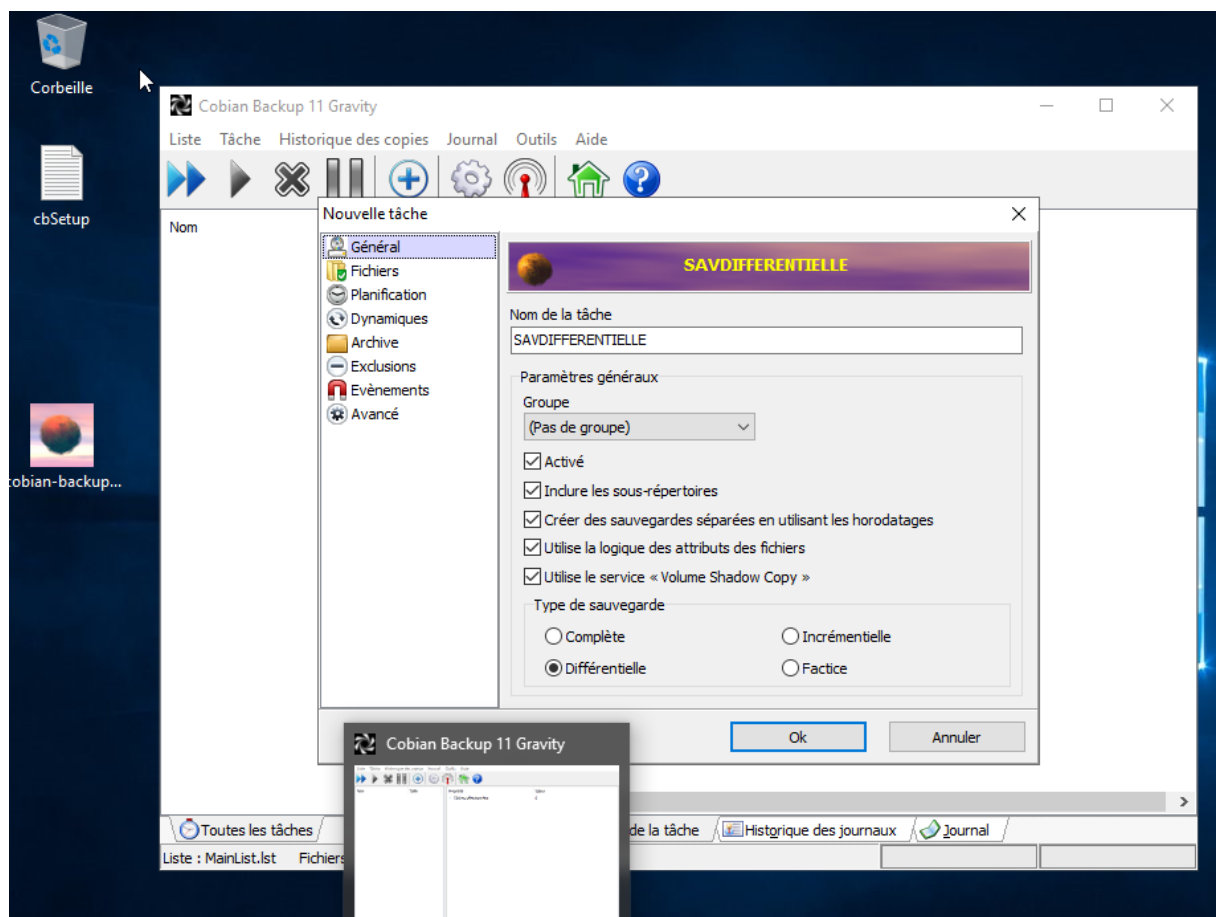 Corbeille
cbSetup
cobian-backup...
Cobian Backup 11 Gravity
Liste Tâche Historique des copies Journal Outils Aide
Nom
Nouvelle tâche
Général
Fichiers
Planification
Dynamiques
Archive
Exclusions
Evènements
Avancé
SAVDIFFERENTIELLE
Nom de la tâche
SAVDIFFERENTIELLE
Paramètres généraux
Groupe
(Pas de groupe)
Activé
Inclure les sous-répertoires
Créer des sauvegardes séparées en utilisant les horodatages
Utilise la logique des attributs des fichiers
Utilise le service « Volume Shadow Copy »
Type de sauvegarde
Complète Incrémentielle
Différentielle Factice
Ok Annuler
Cobian Backup 11 Gravity
Toutes les tâches de la tâche Historique des journaux Journal
Liste : MainList.lst Fichiers